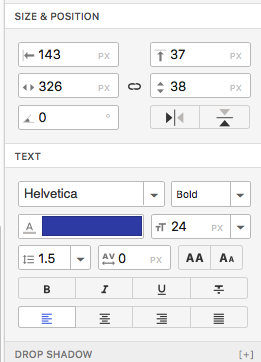 SIZE & POSITION
143 PX 37 PX
326 PX 38 PX
0 °
TEXT
Helvetica Bold
A 24 PX
1.5 AV 0 PX AA AA
B I U T
DROP SHADOW [+]